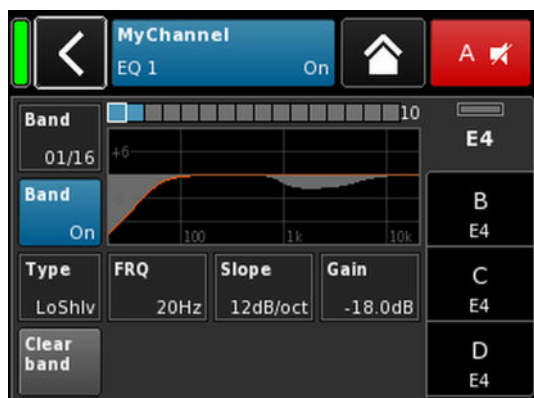 MyChannel
EQ 1 On
A
Band
01/16
10
E4
+6
100 1k 10k
Band
On
B
E4
Type
LoShlv
FRQ
20Hz
Slope
12dB/oct
Gain
-18.0dB
C
E4
Clear
band
D
E4